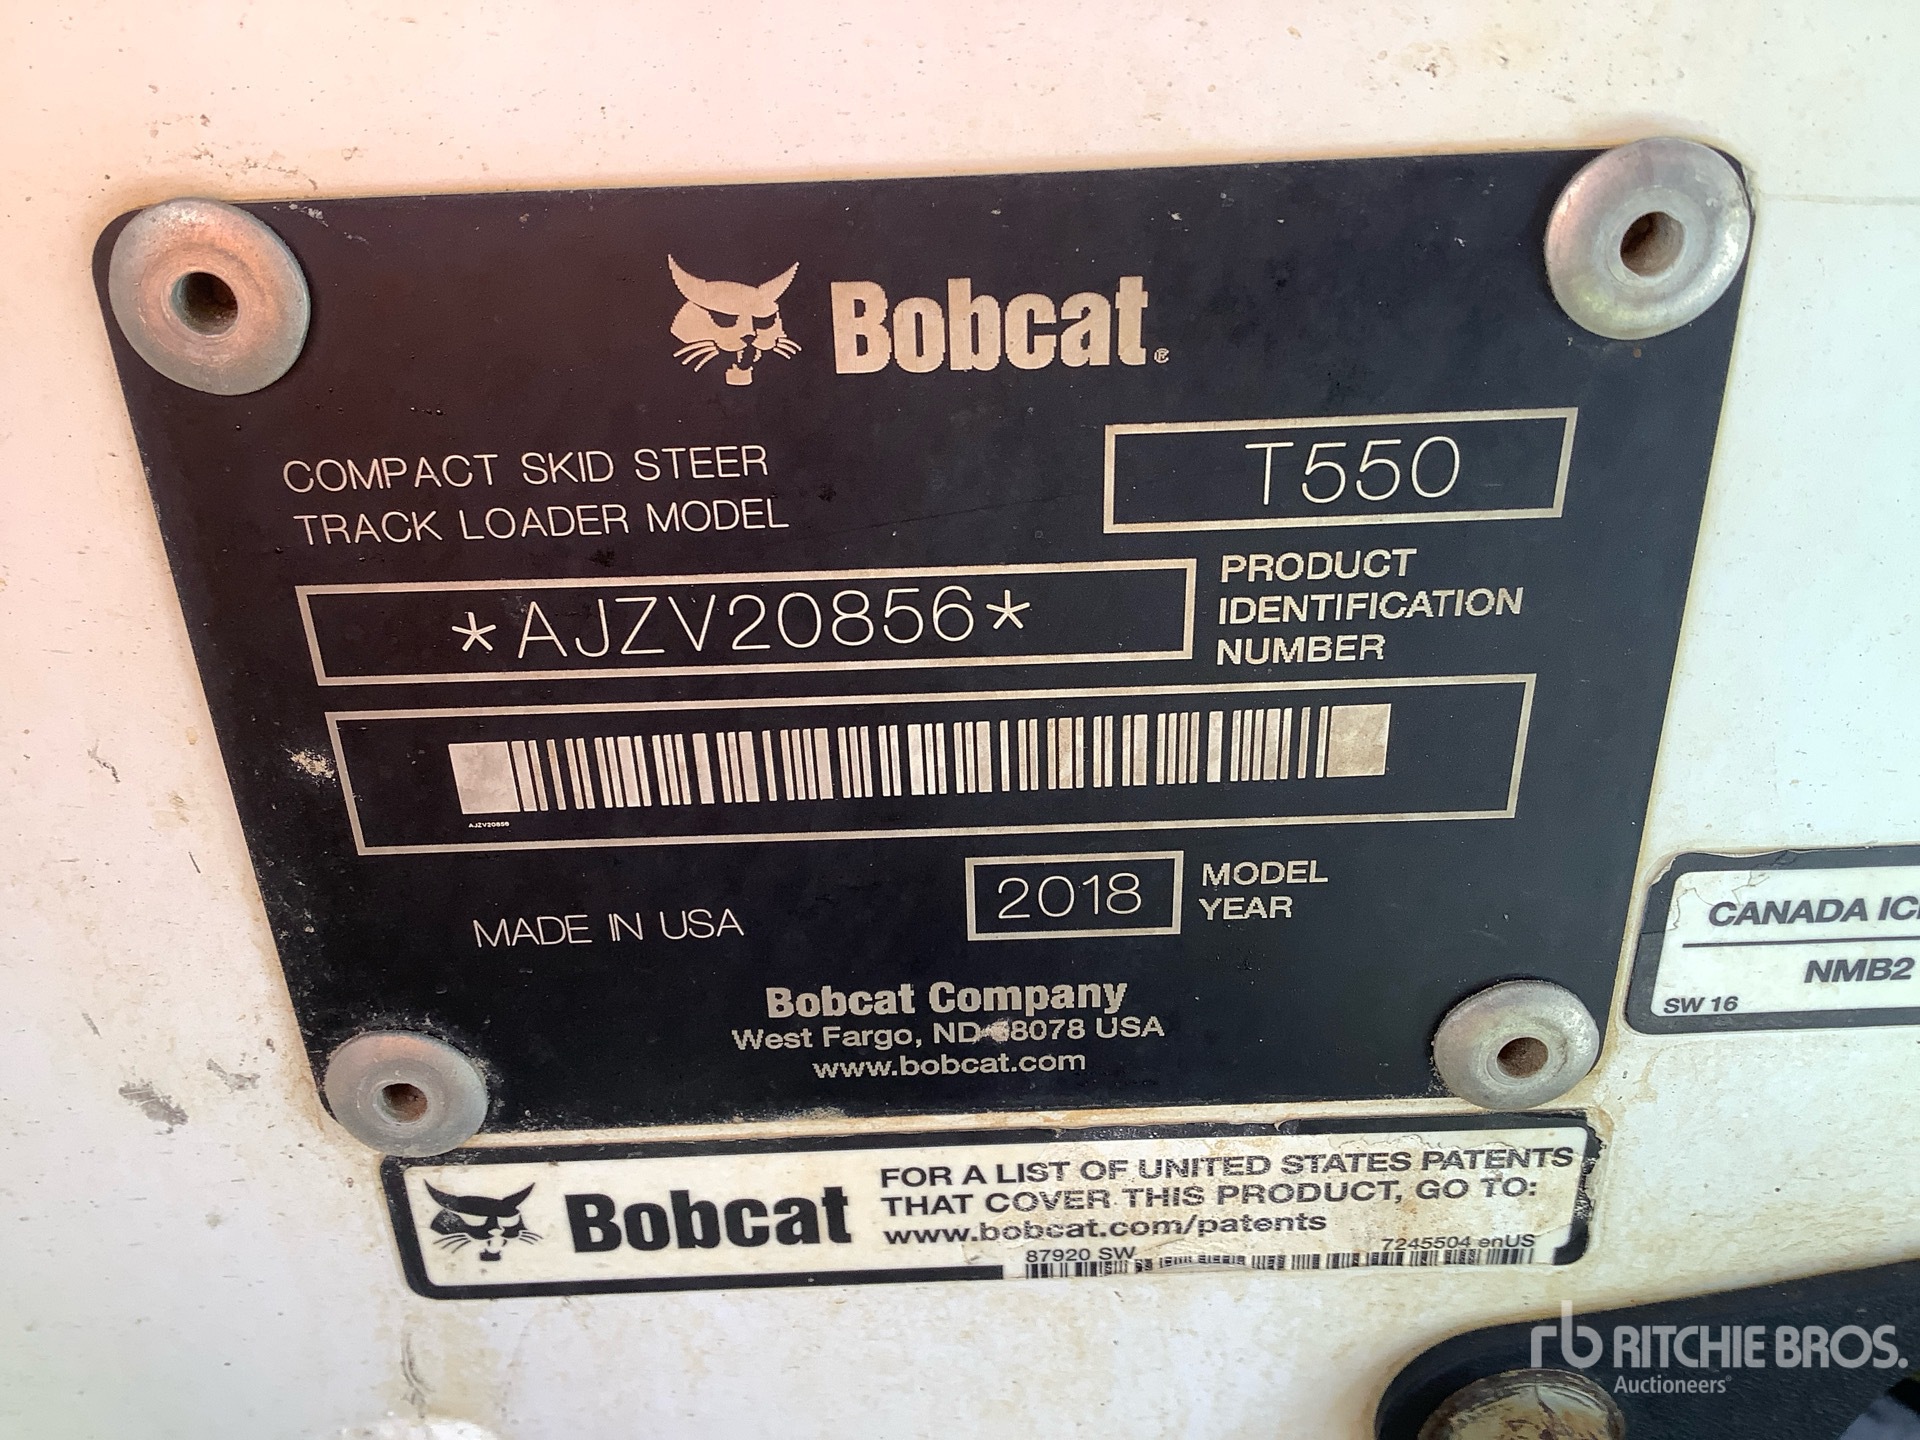 Bobcat®
COMPACT SKID STEER
TRACK LOADER MODEL
T550
*AJZV20856*
PRODUCT
IDENTIFICATION
NUMBER
AJZV20856
MADE IN USA
2018
MODEL
YEAR
Bobcat Company
West Fargo, ND 58078 USA
www.bobcat.com
CANADA IC
NMB2
SW 16
Bobcat
FOR A LIST OF UNITED STATES PATENTS
THAT COVER THIS PRODUCT, GO TO:
www.bobcat.com/patents
87920 SW
7245504 enUS
rb RITCHIE BROS.
Auctioneers